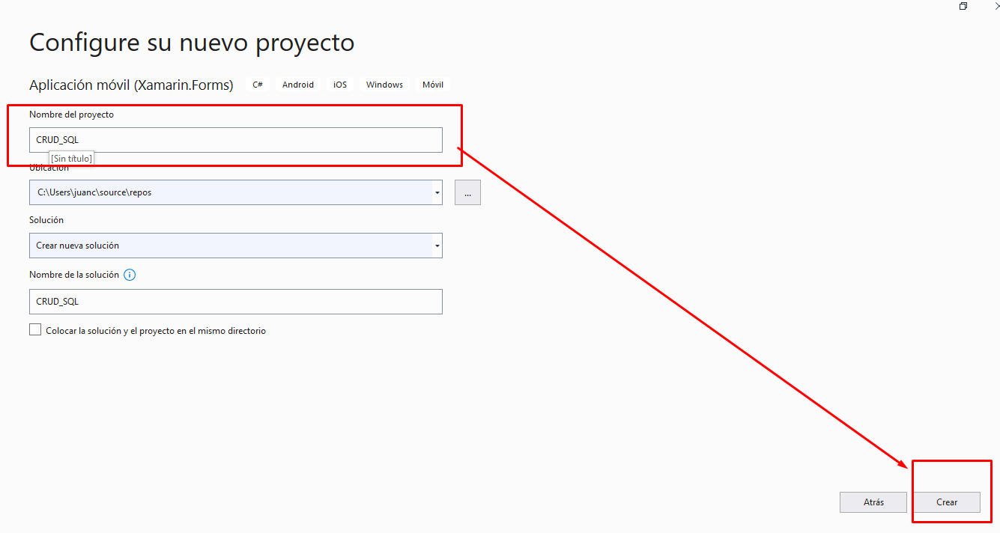 Configure su nuevo proyecto
Aplicación móvil (Xamarin.Forms) C# Android iOS Windows Móvil
Nombre del proyecto
CRUD_SQL
[Sin título]
Ubicación
C:\Users\juanc\source\repos
...
Solución
Crear nueva solución
Nombre de la solución
CRUD_SQL
Colocar la solución y el proyecto en el mismo directorio
Atrás Crear